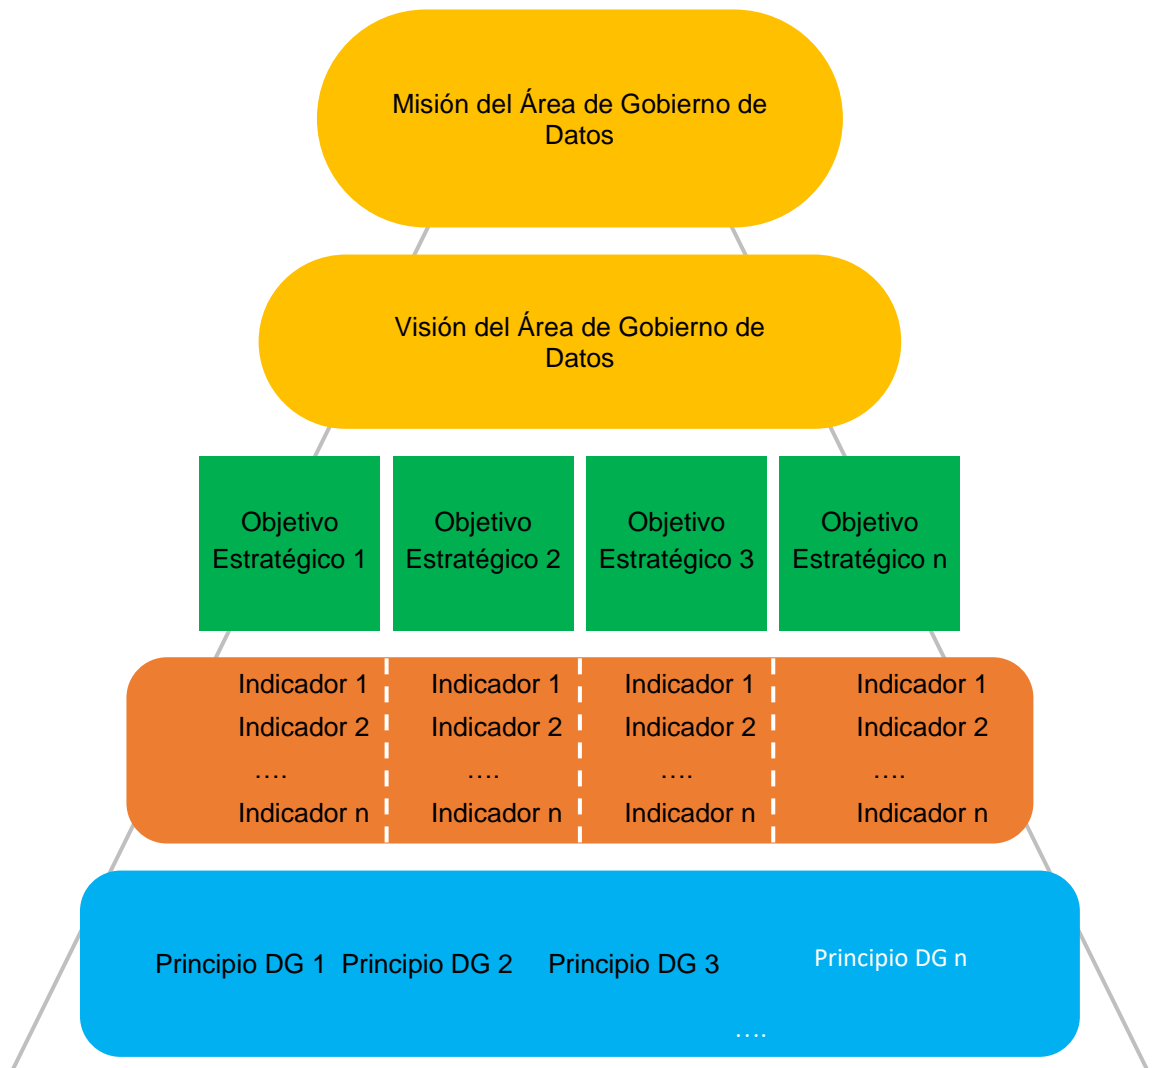 Misión del Área de Gobierno de
Datos
Visión del Área de Gobierno de
Datos
Objetivo
Estratégico 1
Objetivo
Estratégico 2
Objetivo
Estratégico 3
Objetivo
Estratégico n
Indicador 1
Indicador 2
….
Indicador n
Indicador 1
Indicador 2
….
Indicador n
Indicador 1
Indicador 2
….
Indicador n
Indicador 1
Indicador 2
….
Indicador n
Principio DG 1
Principio DG 2
Principio DG 3
….
Principio DG n